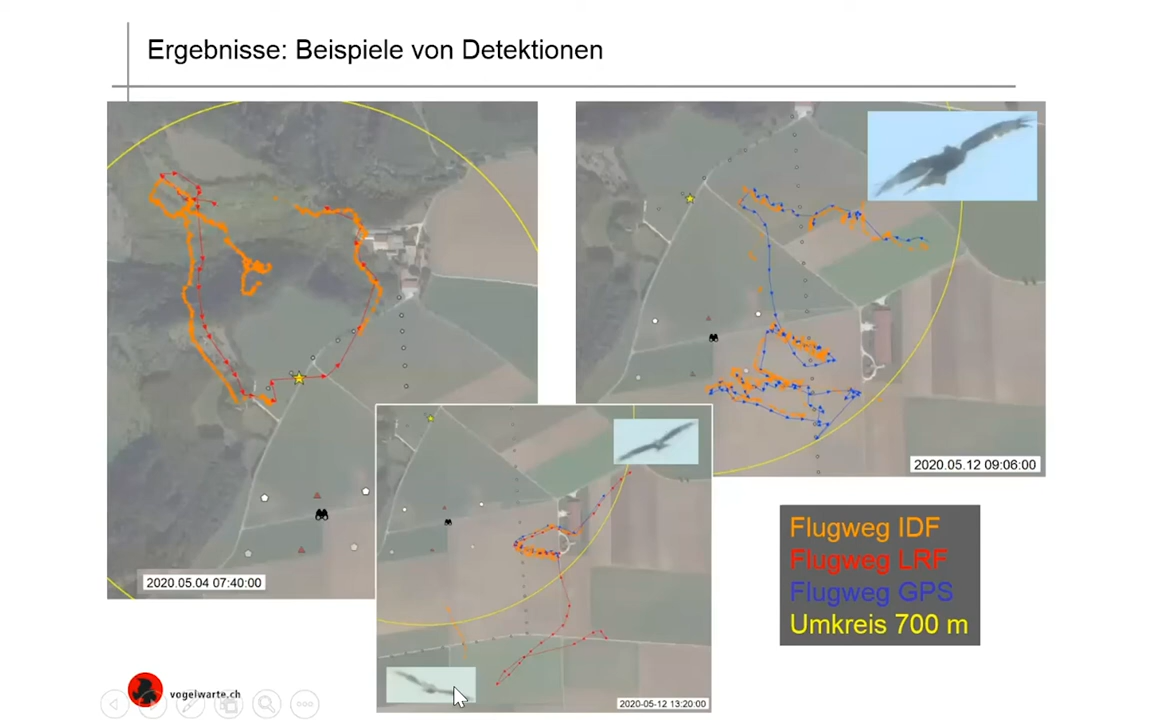 Ergebnisse: Beispiele von Detektionen
2020.05.04 07:40:00
2020.05.12 09:06:00
2020-05-12 13:20:00
Flugweg IDF
Flugweg LRF
Flugweg GPS
Umkreis 700 m
vogelwarte.ch